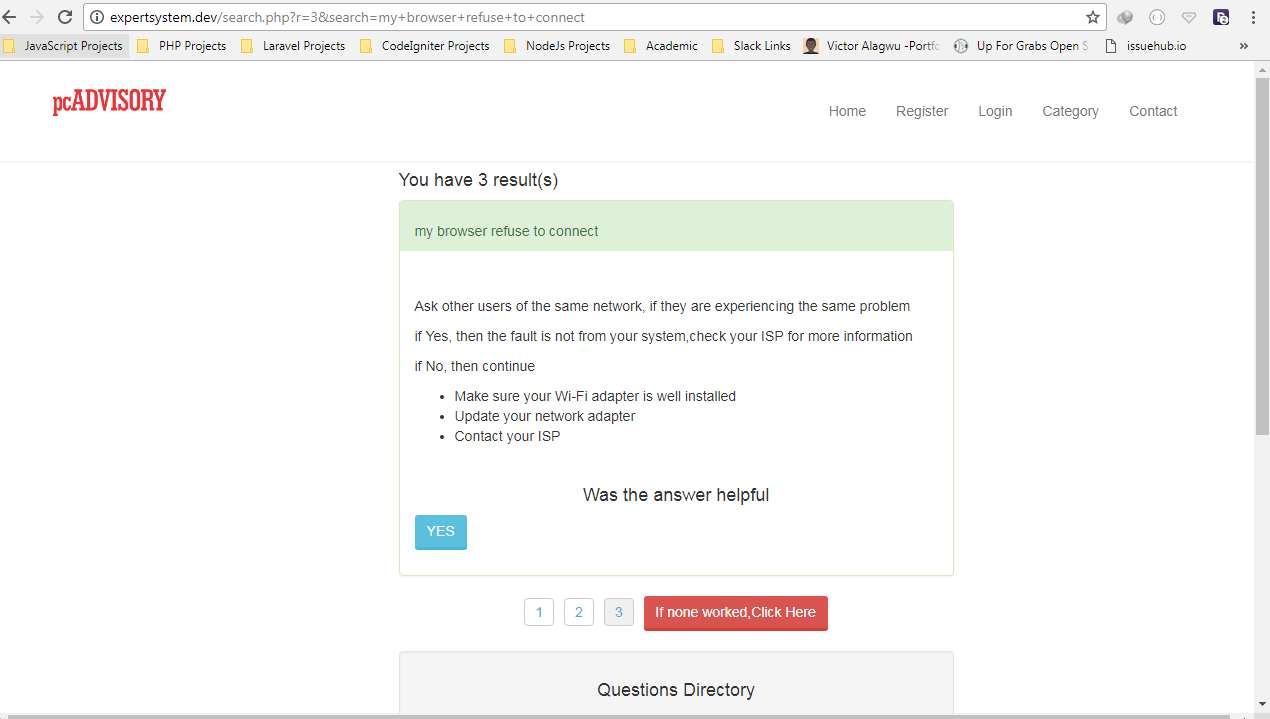 expertsystem.dev/search.php?r=3&search=my+browser+refuse+to+connect
JavaScript Projects PHP Projects Laravel Projects CodeIgniter Projects NodeJs Projects Academic Slack Links Victor Alagwu -Portfo Up For Grabs Open S issuehub.io »
pcADVISORY
Home Register Login Category Contact
You have 3 result(s)
my browser refuse to connect
Ask other users of the same network, if they are experiencing the same problem
if Yes, then the fault is not from your system,check your ISP for more information
if No, then continue
• Make sure your Wi-Fi adapter is well installed
• Update your network adapter
• Contact your ISP
Was the answer helpful
YES
1 2 3 If none worked,Click Here
Questions Directory